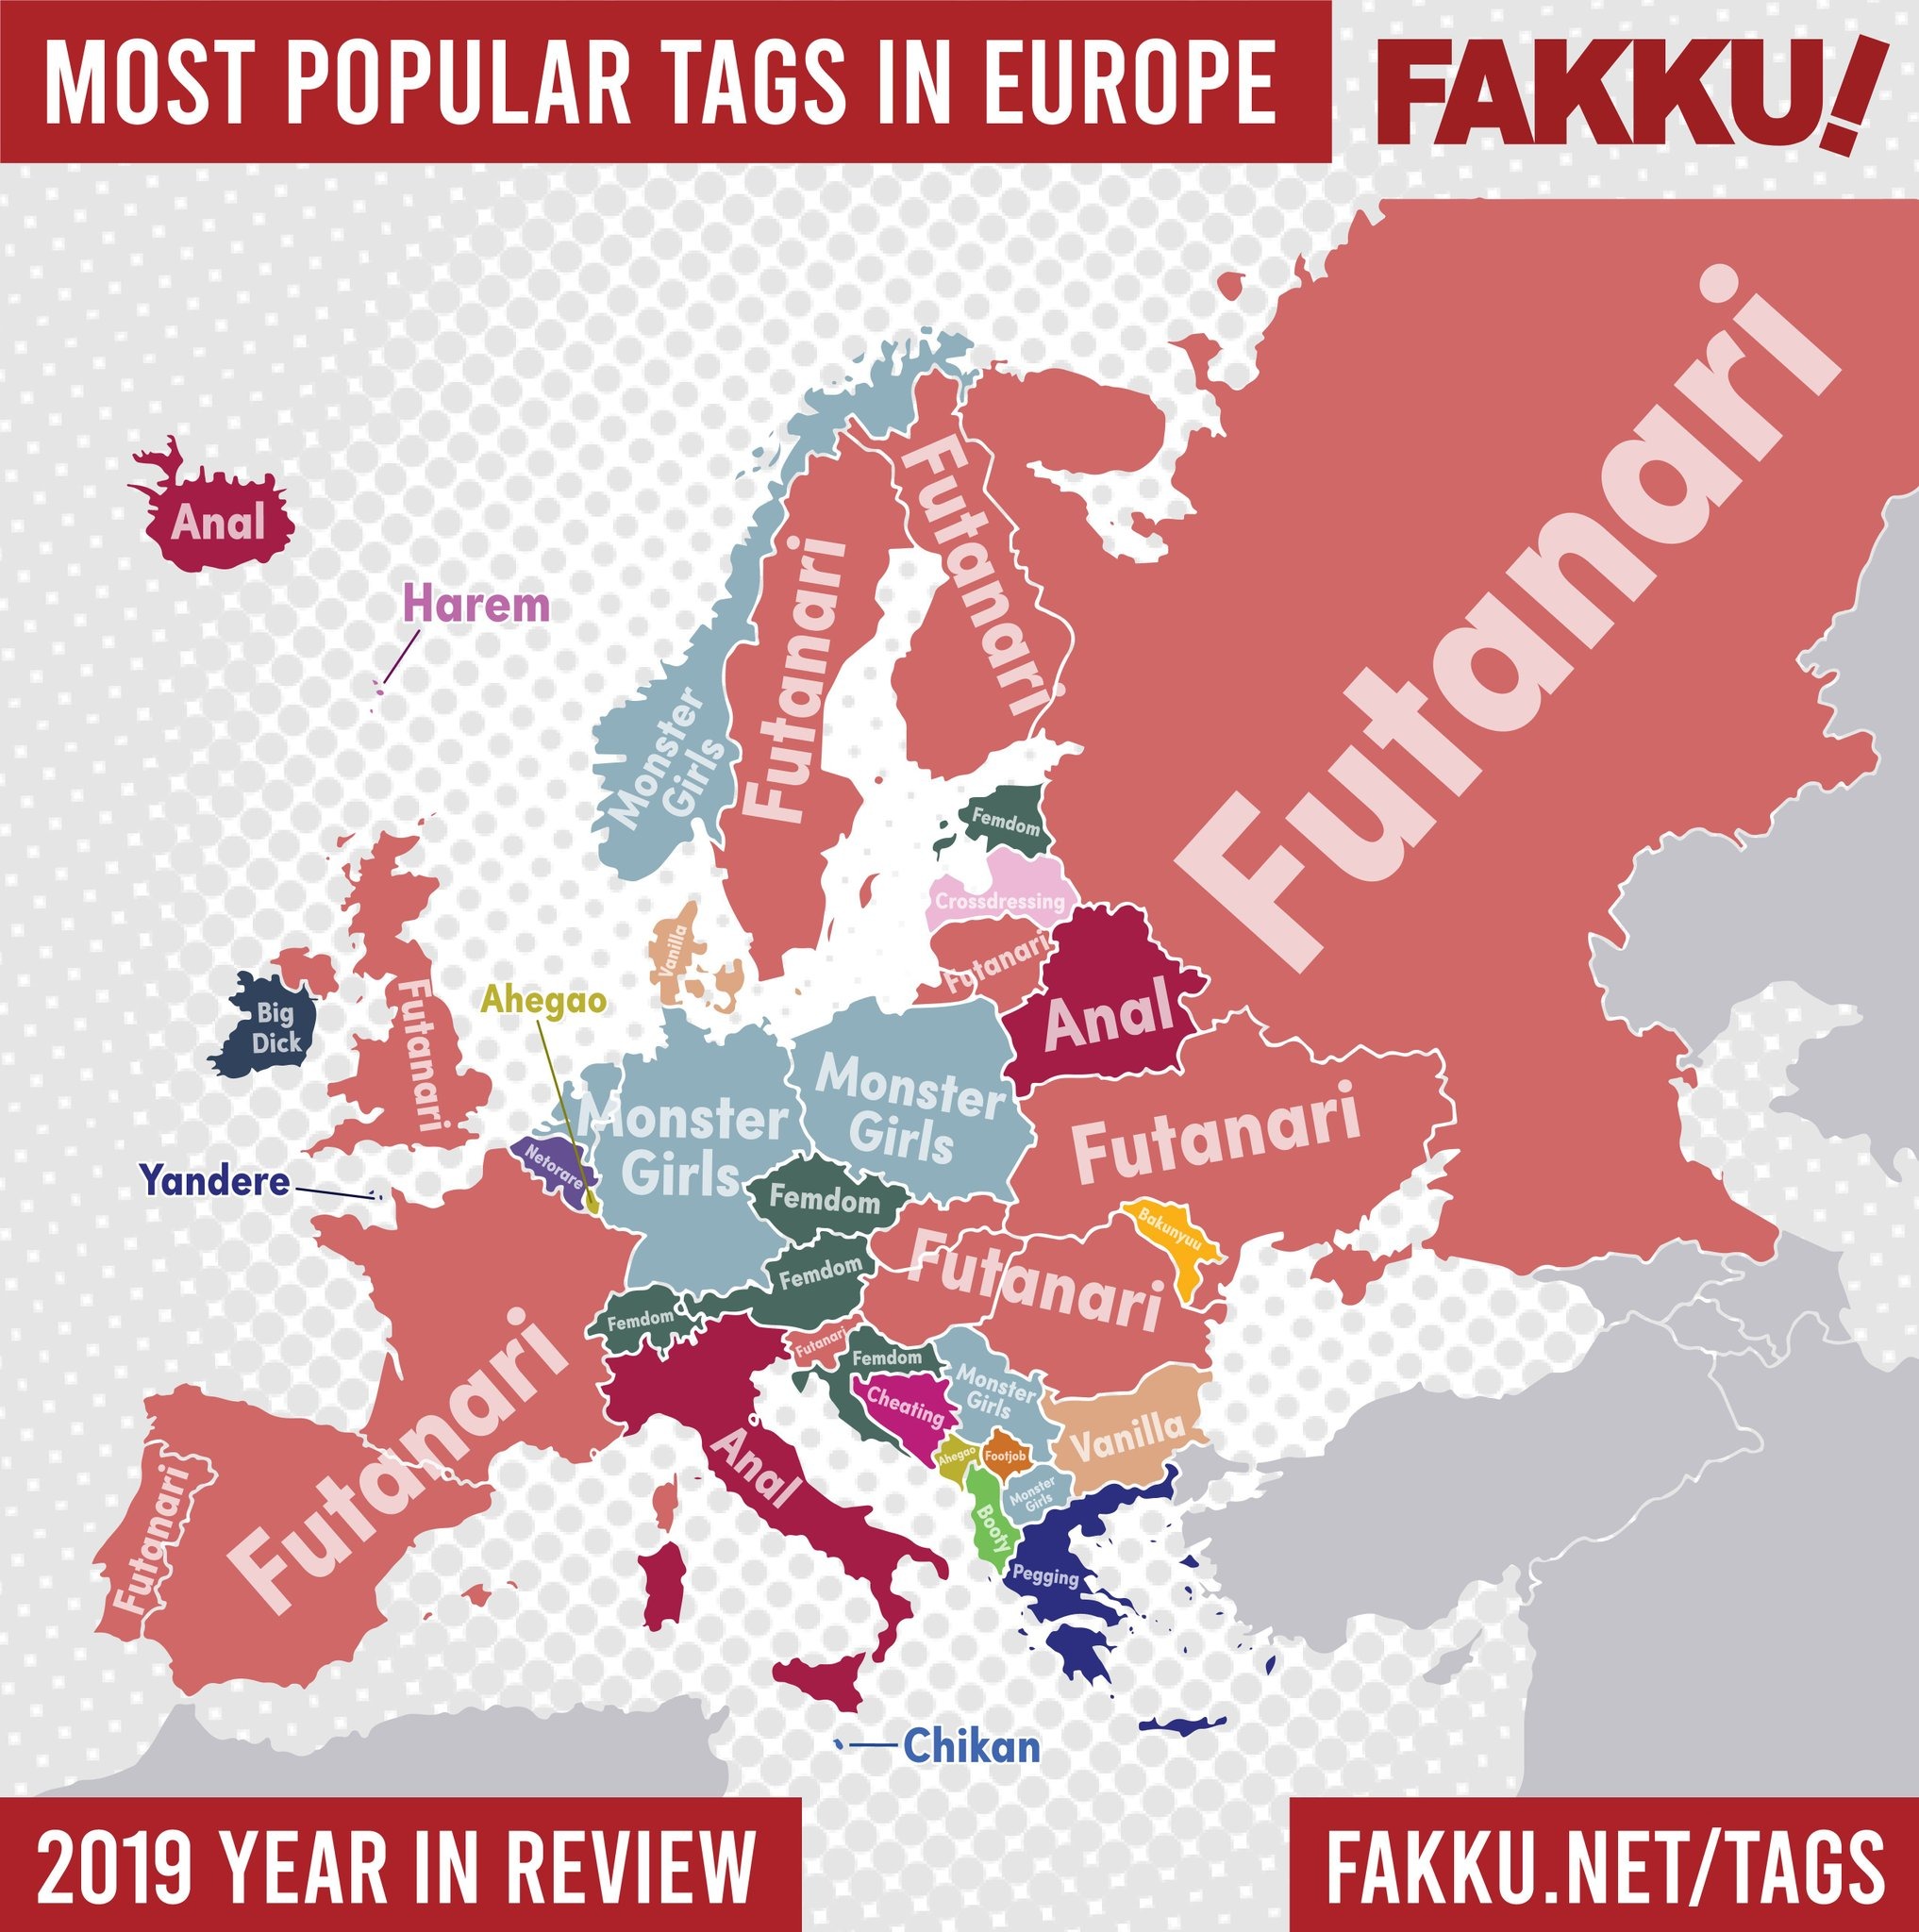 MOST POPULAR TAGS IN EUROPE
FAKKU!
Futanari
Anal
Futanari
Harem
Futanari
Monster
Girls
Femdom
Crossdressing
Vanilla
Futanari
Big
Dick
Futanari
Ahegao
Anal
Monster
Girls
Monster
Girls
Futanari
Netorare
Yandere
Femdom
Bakunyuu
Femdom
Futanari
Femdom
Futanari
Femdom
Monster
Girls
Cheating
Vanilla
Futanari
Anal
Ahegao
Footjob
Monster
Girls
Futanari
Booty
Pegging
Chikan
2019 YEAR IN REVIEW
FAKKU.NET/TAGS